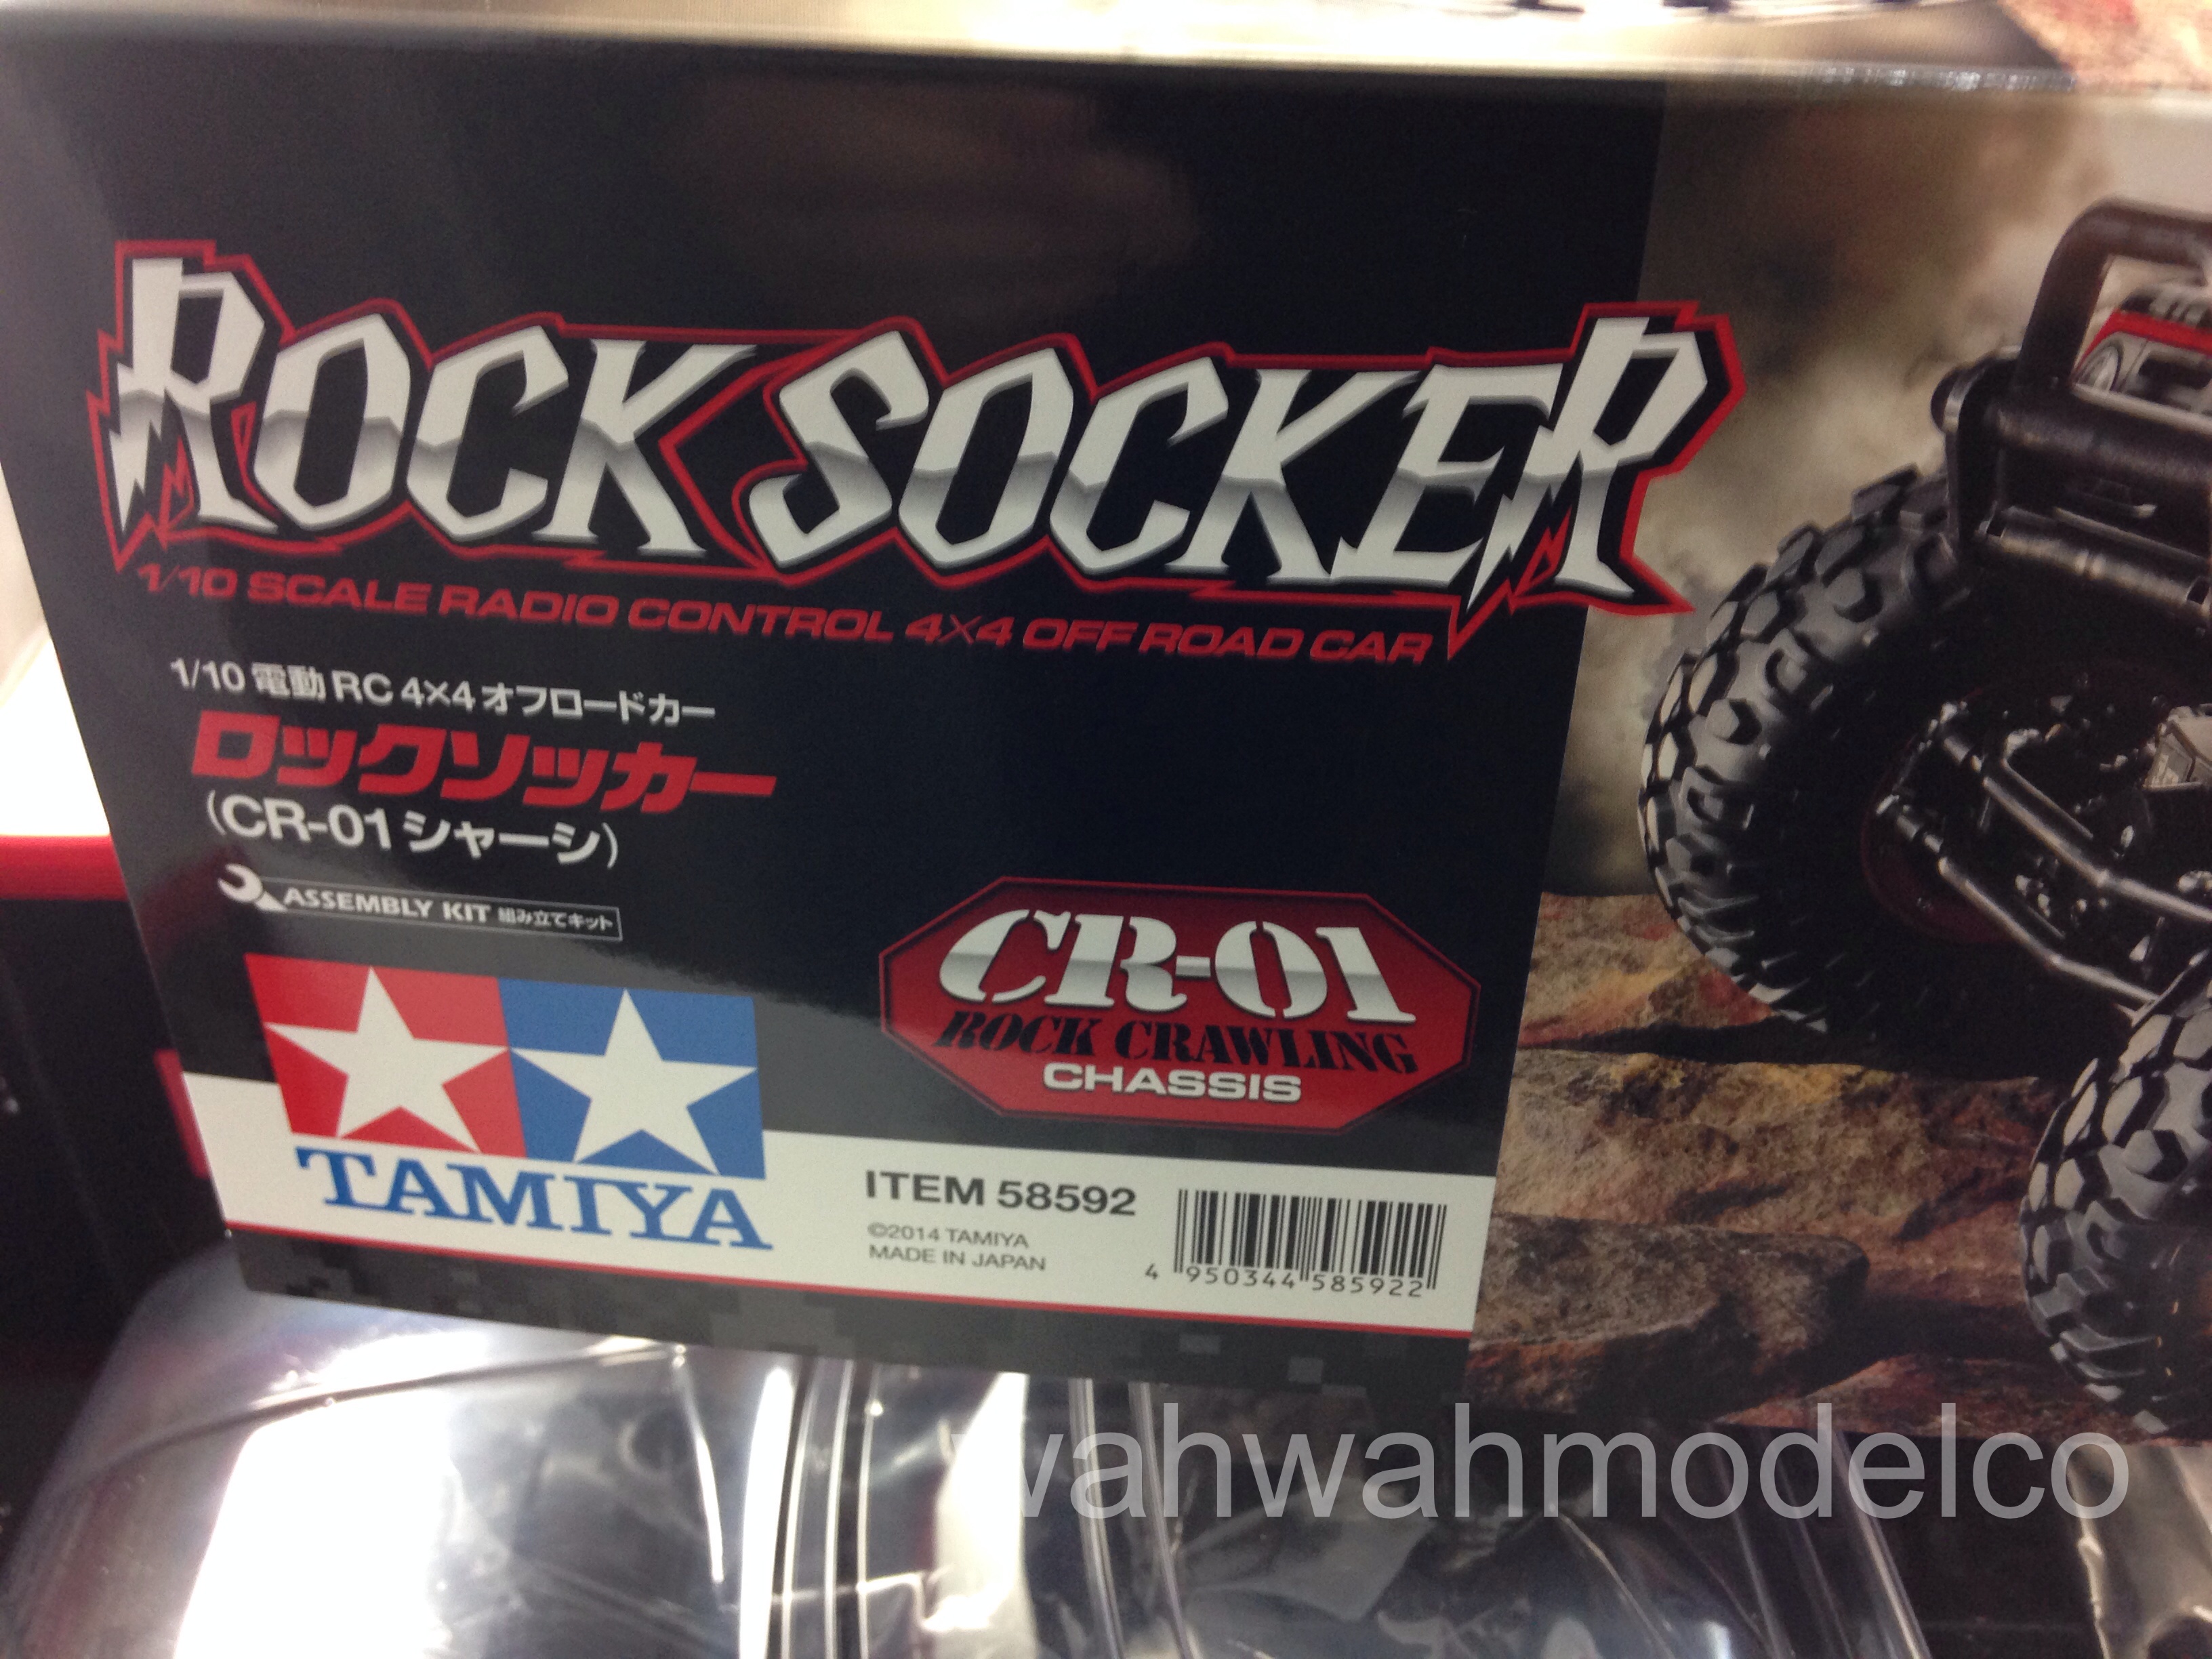 ROCK SOCKER
1/10 SCALE RADIO CONTROL 4×4 OFF ROAD CAR
1/10 電動 RC 4×4 オフロードカー
ロックソッカー
(CR-01 シャーシ)
ASSEMBLY KIT 組み立てキット
CR-01
ROCK CRAWLING
CHASSIS
TAMIYA
ITEM 58592
©2014 TAMIYA
MADE IN JAPAN
4 950344 585922
wahwahmodelco